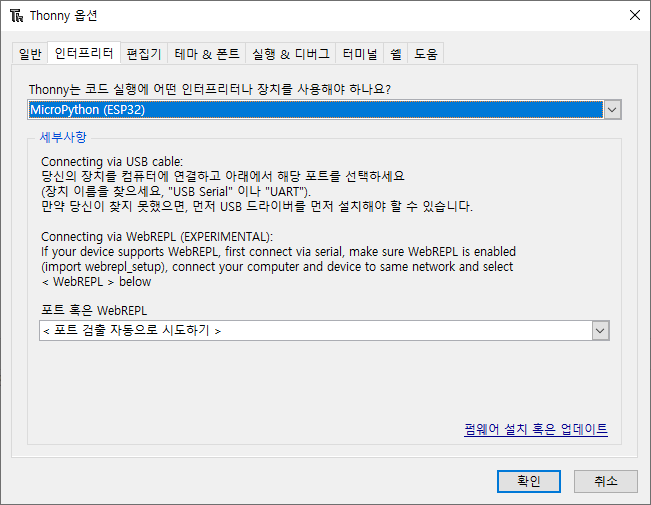 Thonny 옵션
일반 인터프리터 편집기 테마 & 폰트 실행 & 디버그 터미널 쉘 도움
Thonny는 코드 실행에 어떤 인터프리터나 장치를 사용해야 하나요?
MicroPython (ESP32)
세부사항
Connecting via USB cable:
당신의 장치를 컴퓨터에 연결하고 아래에서 해당 포트를 선택하세요
(장치 이름을 찾으세요, "USB Serial" 이나 "UART").
만약 당신이 찾지 못했으면, 먼저 USB 드라이버를 먼저 설치해야 할 수 있습니다.
Connecting via WebREPL (EXPERIMENTAL):
If your device supports WebREPL, first connect via serial, make sure WebREPL is enabled
(import webrepl_setup), connect your computer and device to same network and select
< WebREPL > below
포트 혹은 WebREPL
< 포트 검출 자동으로 시도하기 >
펌웨어 설치 혹은 업데이트
확인 취소